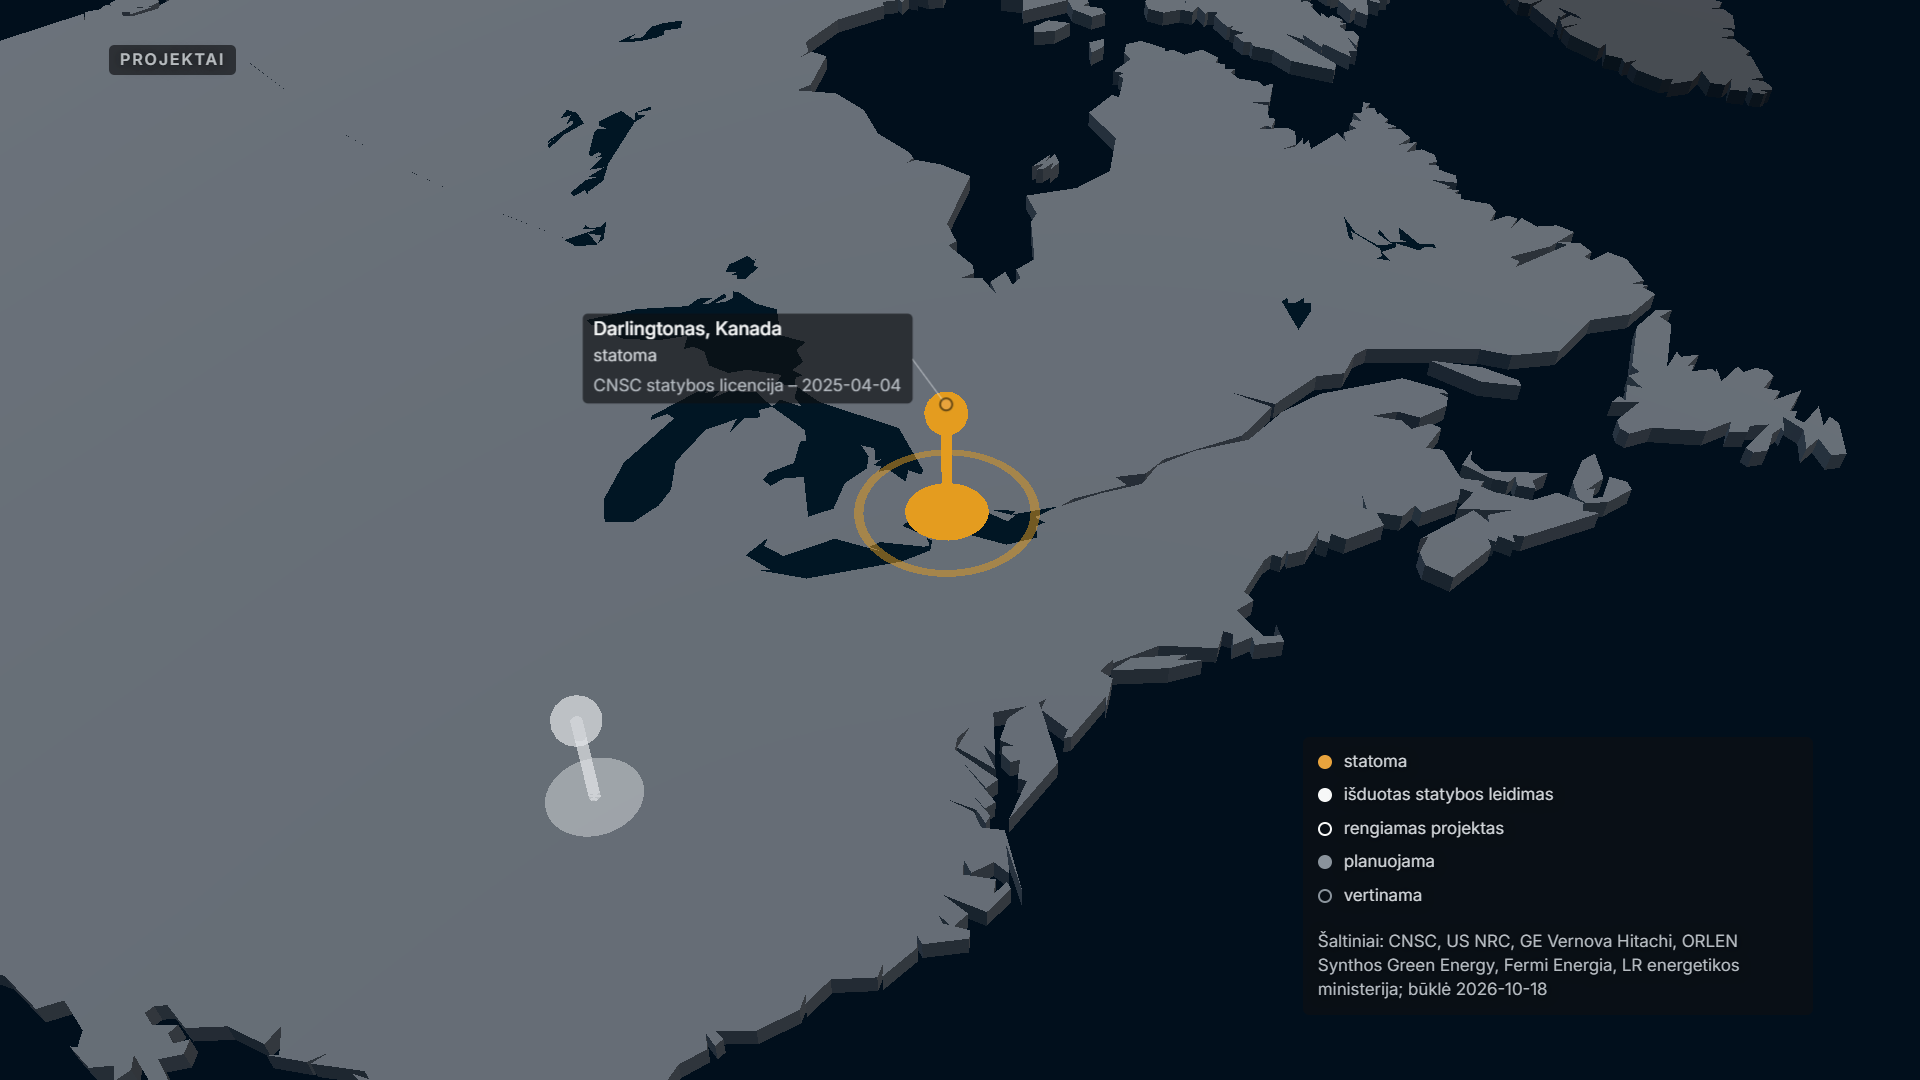 PROJEKTAI
Darlingtonas, Kanada
statoma
CNSC statybos licencija – 2025-04-04
statoma
išduotas statybos leidimas
rengiamas projektas
planuojama
vertinama
Šaltiniai: CNSC, US NRC, GE Vernova Hitachi, ORLEN
Synthos Green Energy, Fermi Energia, LR energetikos
ministerija; būklė 2026-10-18